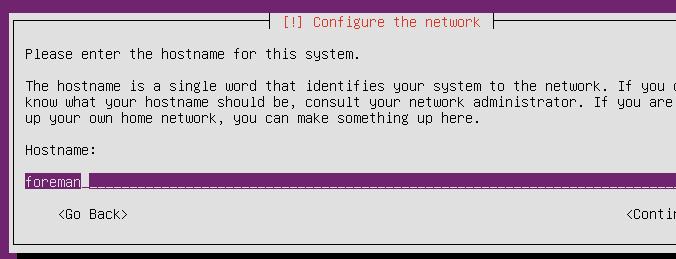 [!] Configure the network
Please enter the hostname for this system.
The hostname is a single word that identifies your system to the network. If you
know what your hostname should be, consult your network administrator. If you are
up your own home network, you can make something up here.
Hostname:
foreman
<Go Back> <Contin